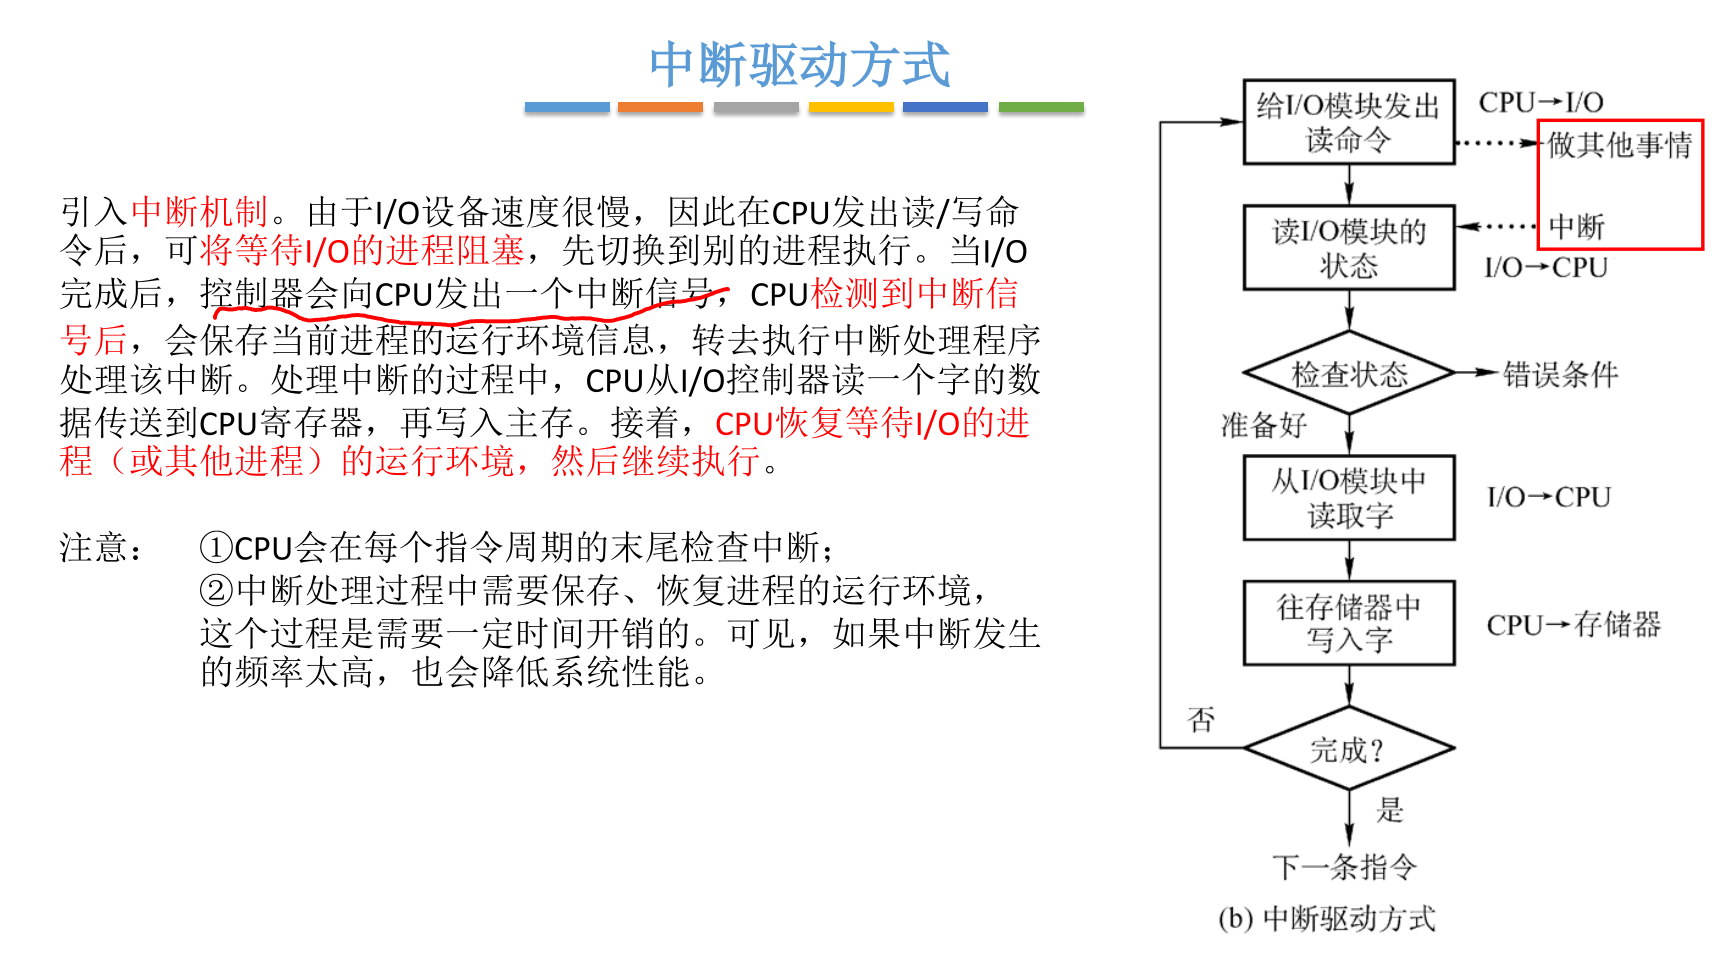 中断驱动方式
引入中断机制。由于I/O设备速度很慢，因此在CPU发出读/写命
令后，可将等待I/O的进程阻塞，先切换到别的进程执行。当I/O
完成后，控制器会向CPU发出一个中断信号，CPU检测到中断信
号后，会保存当前进程的运行环境信息，转去执行中断处理程序
处理该中断。处理中断的过程中，CPU从I/O控制器读一个字的数
据传送到CPU寄存器，再写入主存。接着，CPU恢复等待I/O的进
程（或其他进程）的运行环境，然后继续执行。
注意： ①CPU会在每个指令周期的末尾检查中断；
②中断处理过程中需要保存、恢复进程的运行环境，
这个过程是需要一定时间开销的。可见，如果中断发生
的频率太高，也会降低系统性能。
给I/O模块发出
读命令
CPU→I/O
做其他事情
读I/O模块的
状态
中断
I/O→CPU
检查状态
错误条件
准备好
从I/O模块中
读取字
I/O→CPU
往存储器中
写入字
CPU→存储器
否
完成？
是
下一条指令
(b) 中断驱动方式